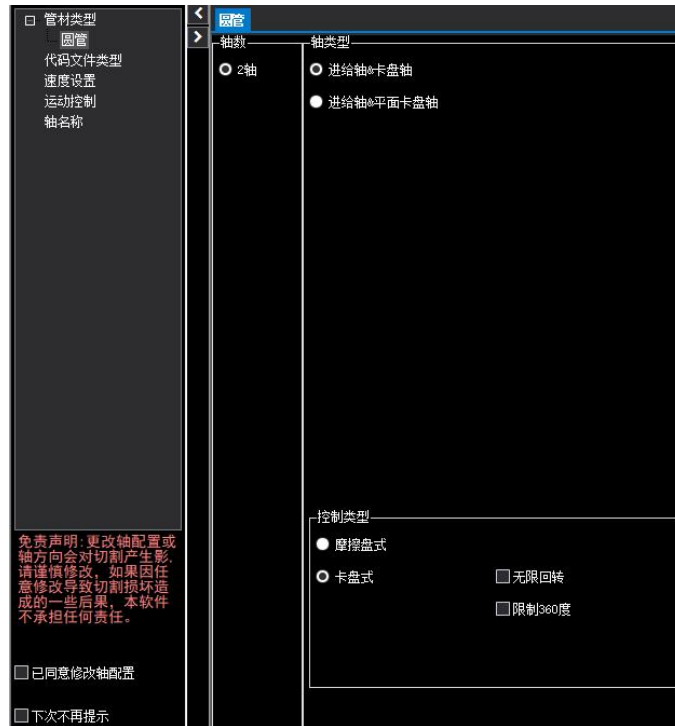 管材类型
圆管
代码文件类型
速度设置
运动控制
轴名称
免责声明:更改轴配置或
轴方向会对切割产生影.
请谨慎修改，如果因任
意修改导致切割损坏造
成的一些后果，本软件
不承担任何责任。
已同意修改轴配置
下次不再提示
圆管
轴数
2轴
轴类型
进给轴&卡盘轴
进给轴&平面卡盘轴
控制类型
摩擦盘式
卡盘式
无限回转
限制360度